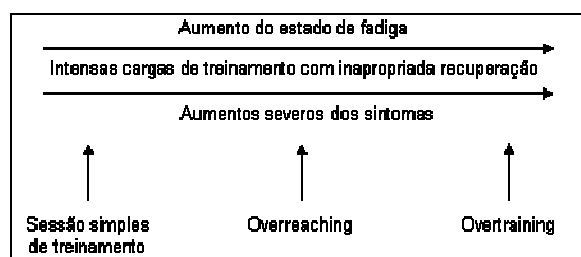 Aumento do estado de fadiga
Intensas cargas de treinamento com inapropriada recuperação
Aumentos severos dos sintomas
Sessão simples
de treinamento
Overreaching
Overtraining